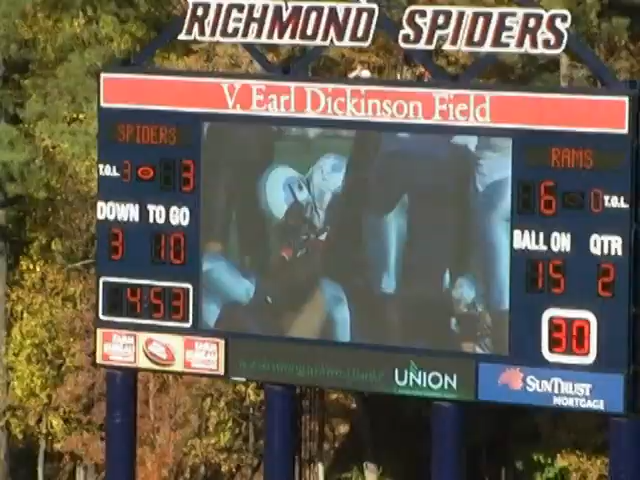 RICHMOND SPIDERS
V. Earl Dickinson Field
SPIDERS
T.O.L. 3 3
DOWN TO GO
3 10
4:53
RAMS
6 0 T.O.L.
BALL ON QTR
15 2
30
UNION
SUNTRUST
MORTGAGE